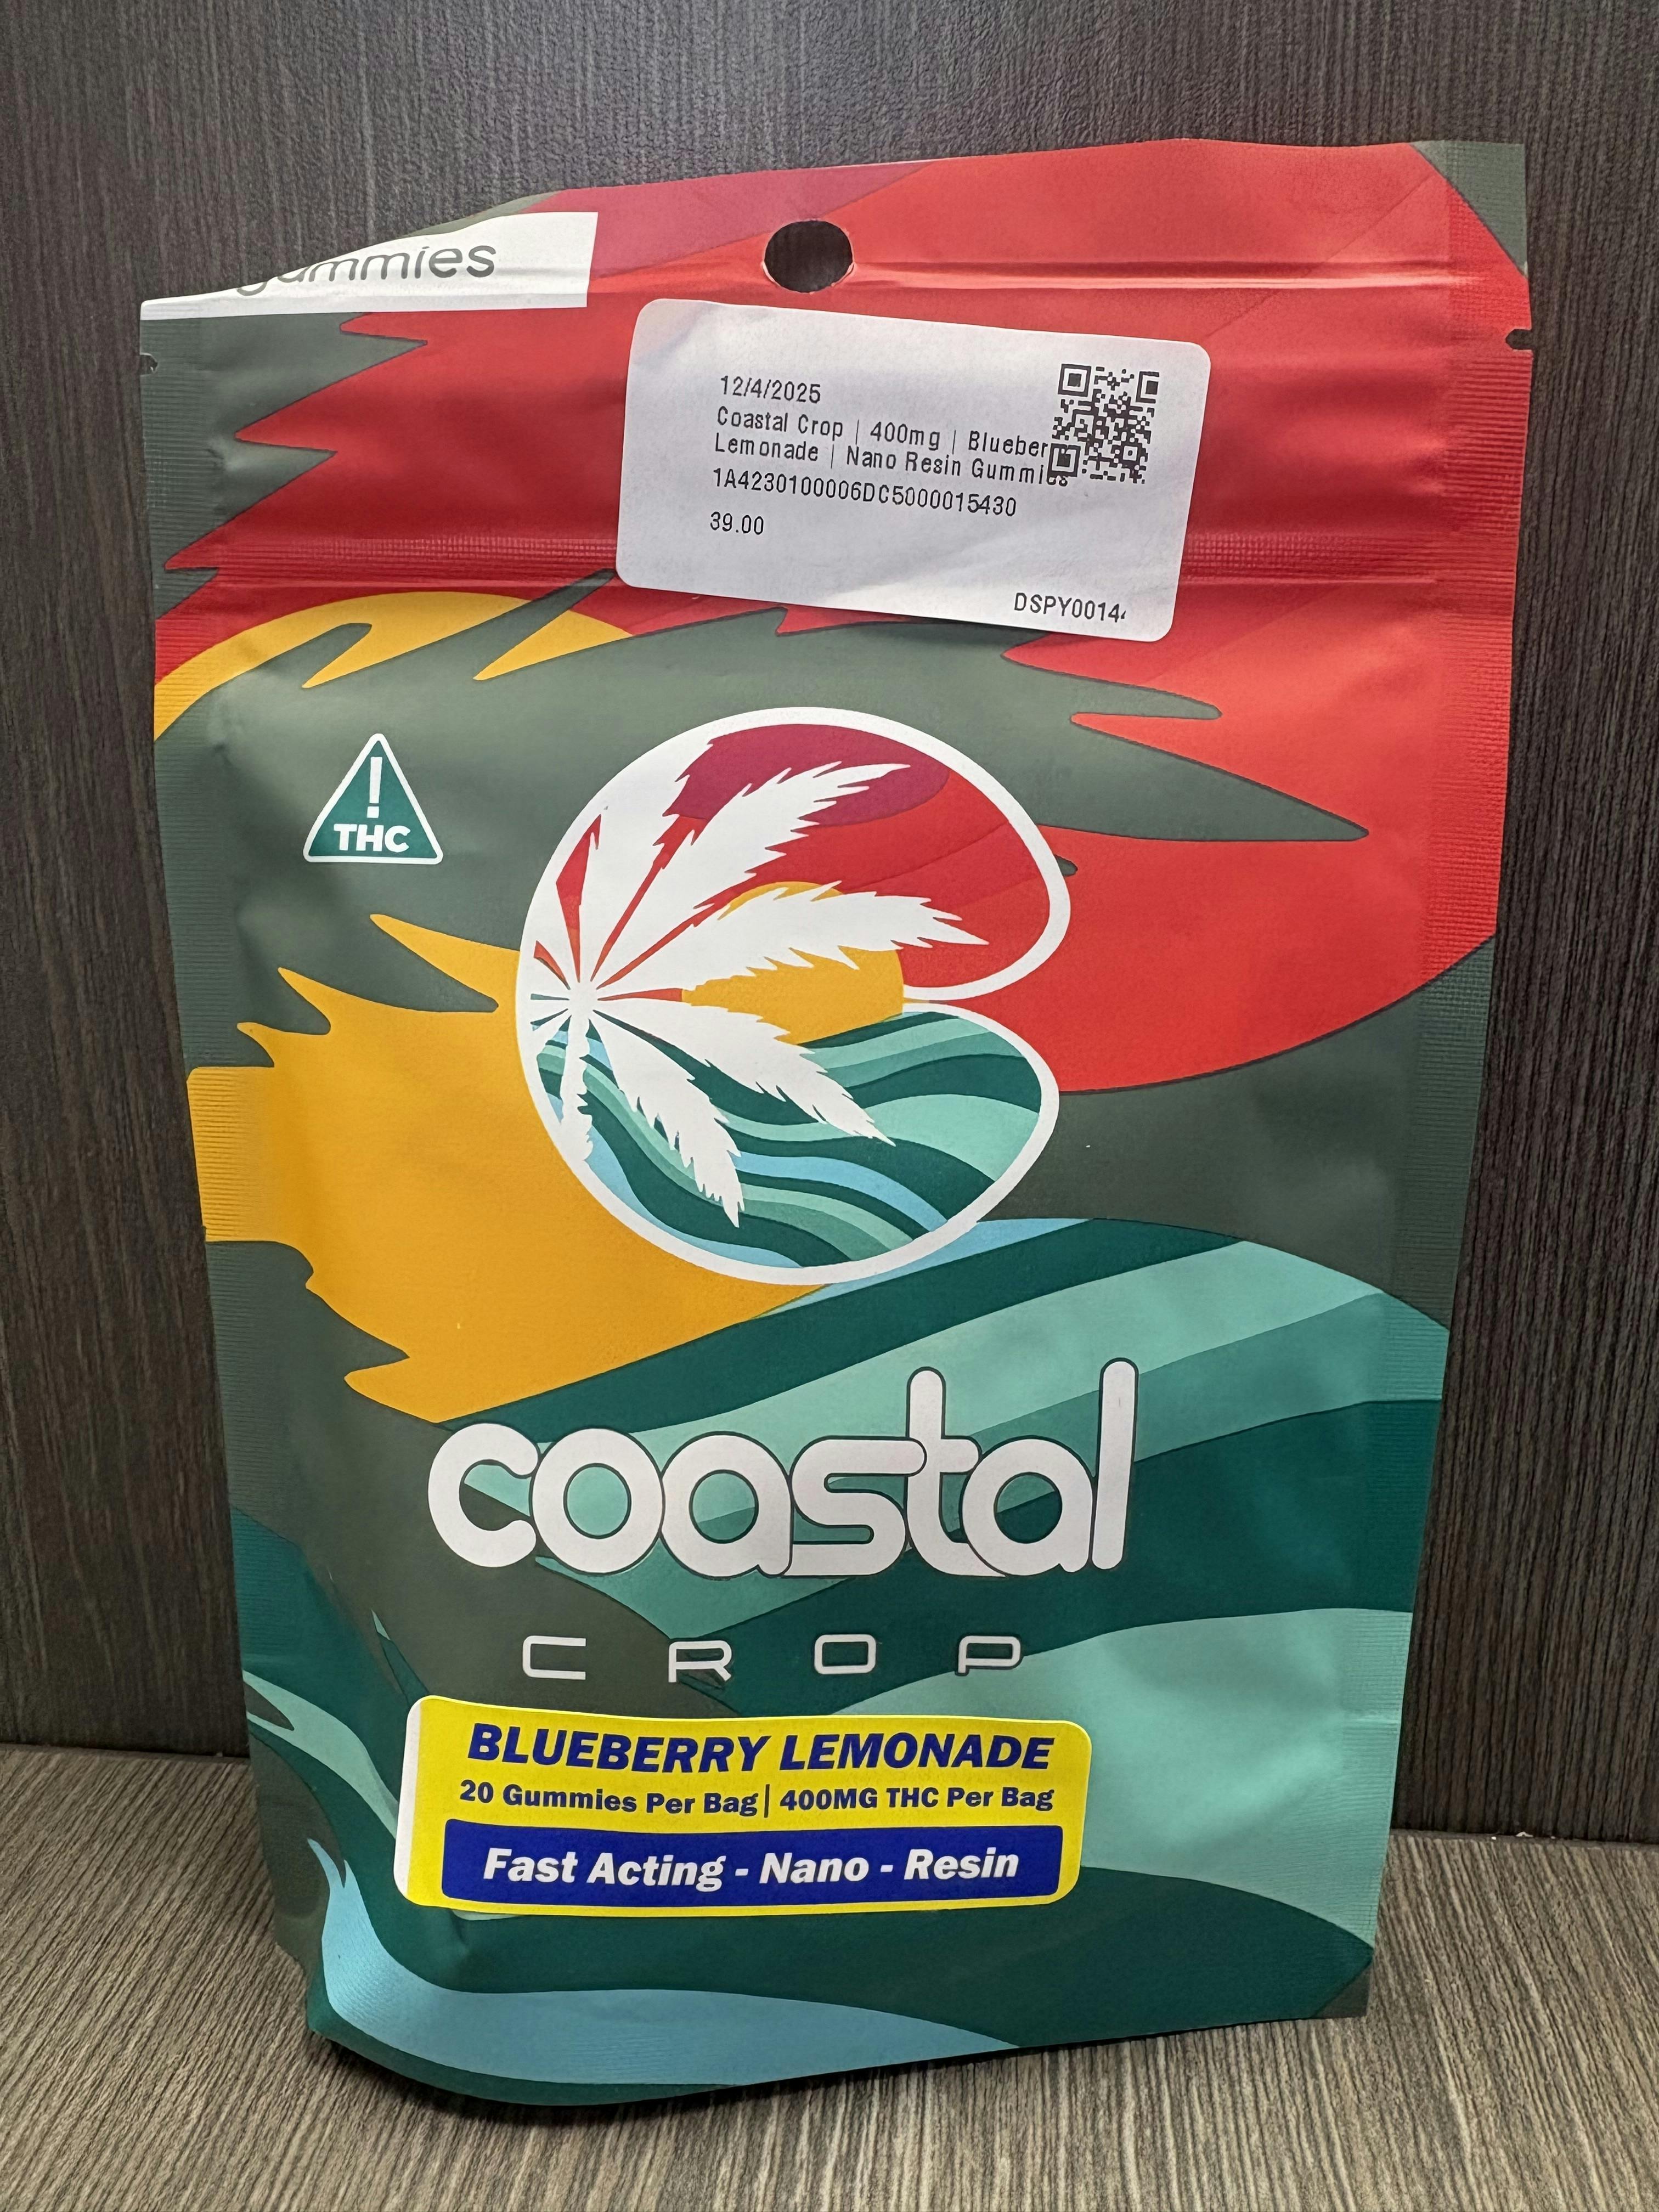 gummies
12/4/2025
Coastal Crop | 400mg | Blueber
Lemonade | Nano Resin Gummies
1A4230100006DC5000015430
39.00
DSPY0014
!
THC
coastal
CROP
BLUEBERRY LEMONADE
20 Gummies Per Bag | 400MG THC Per Bag
Fast Acting - Nano - Resin